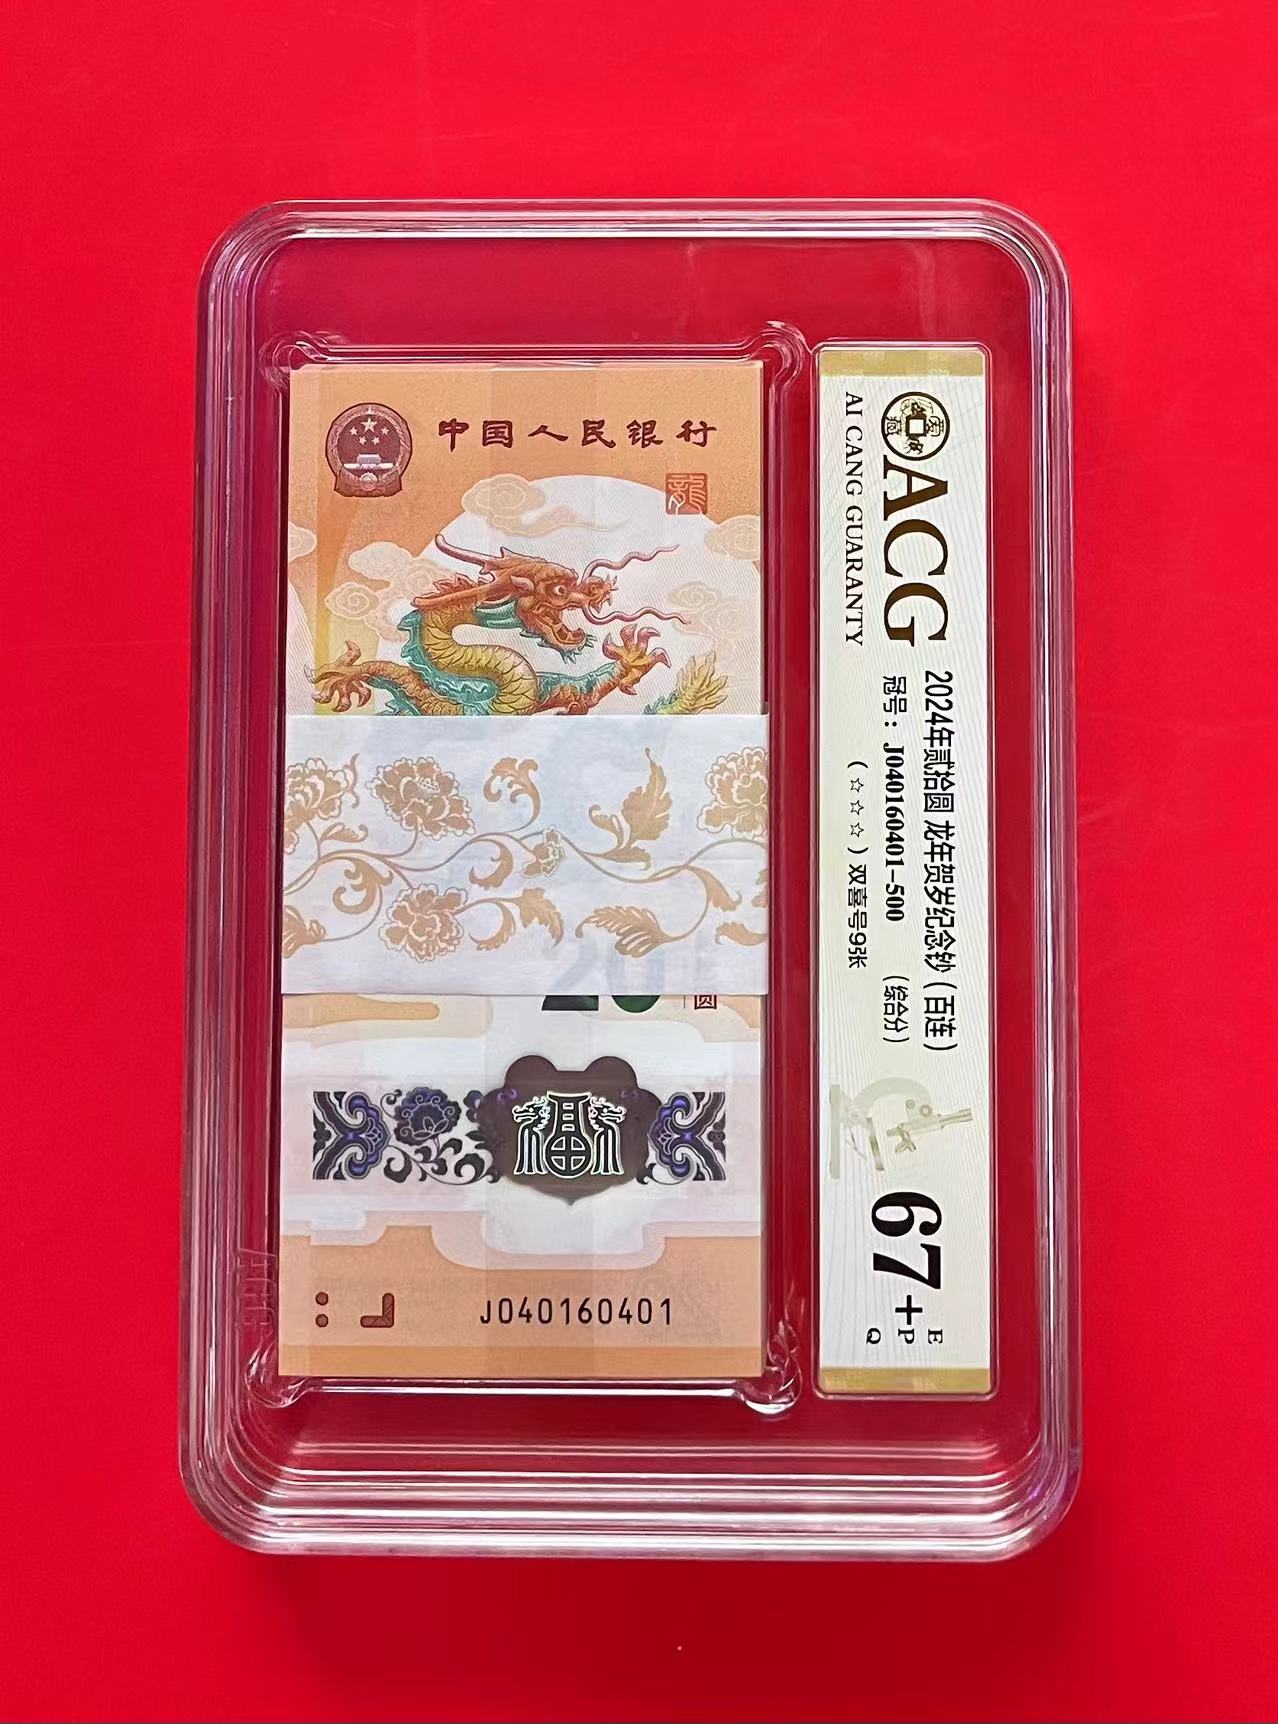 中国人民银行
龍
20
圆
福
J040160401
ACG
AI CANG GUARANTY
2024年贰拾圆 龙年贺岁纪念钞（百连）
冠号：J040160401-500 （综合分）
（☆☆☆）双喜号9张
67+
E
P
Q